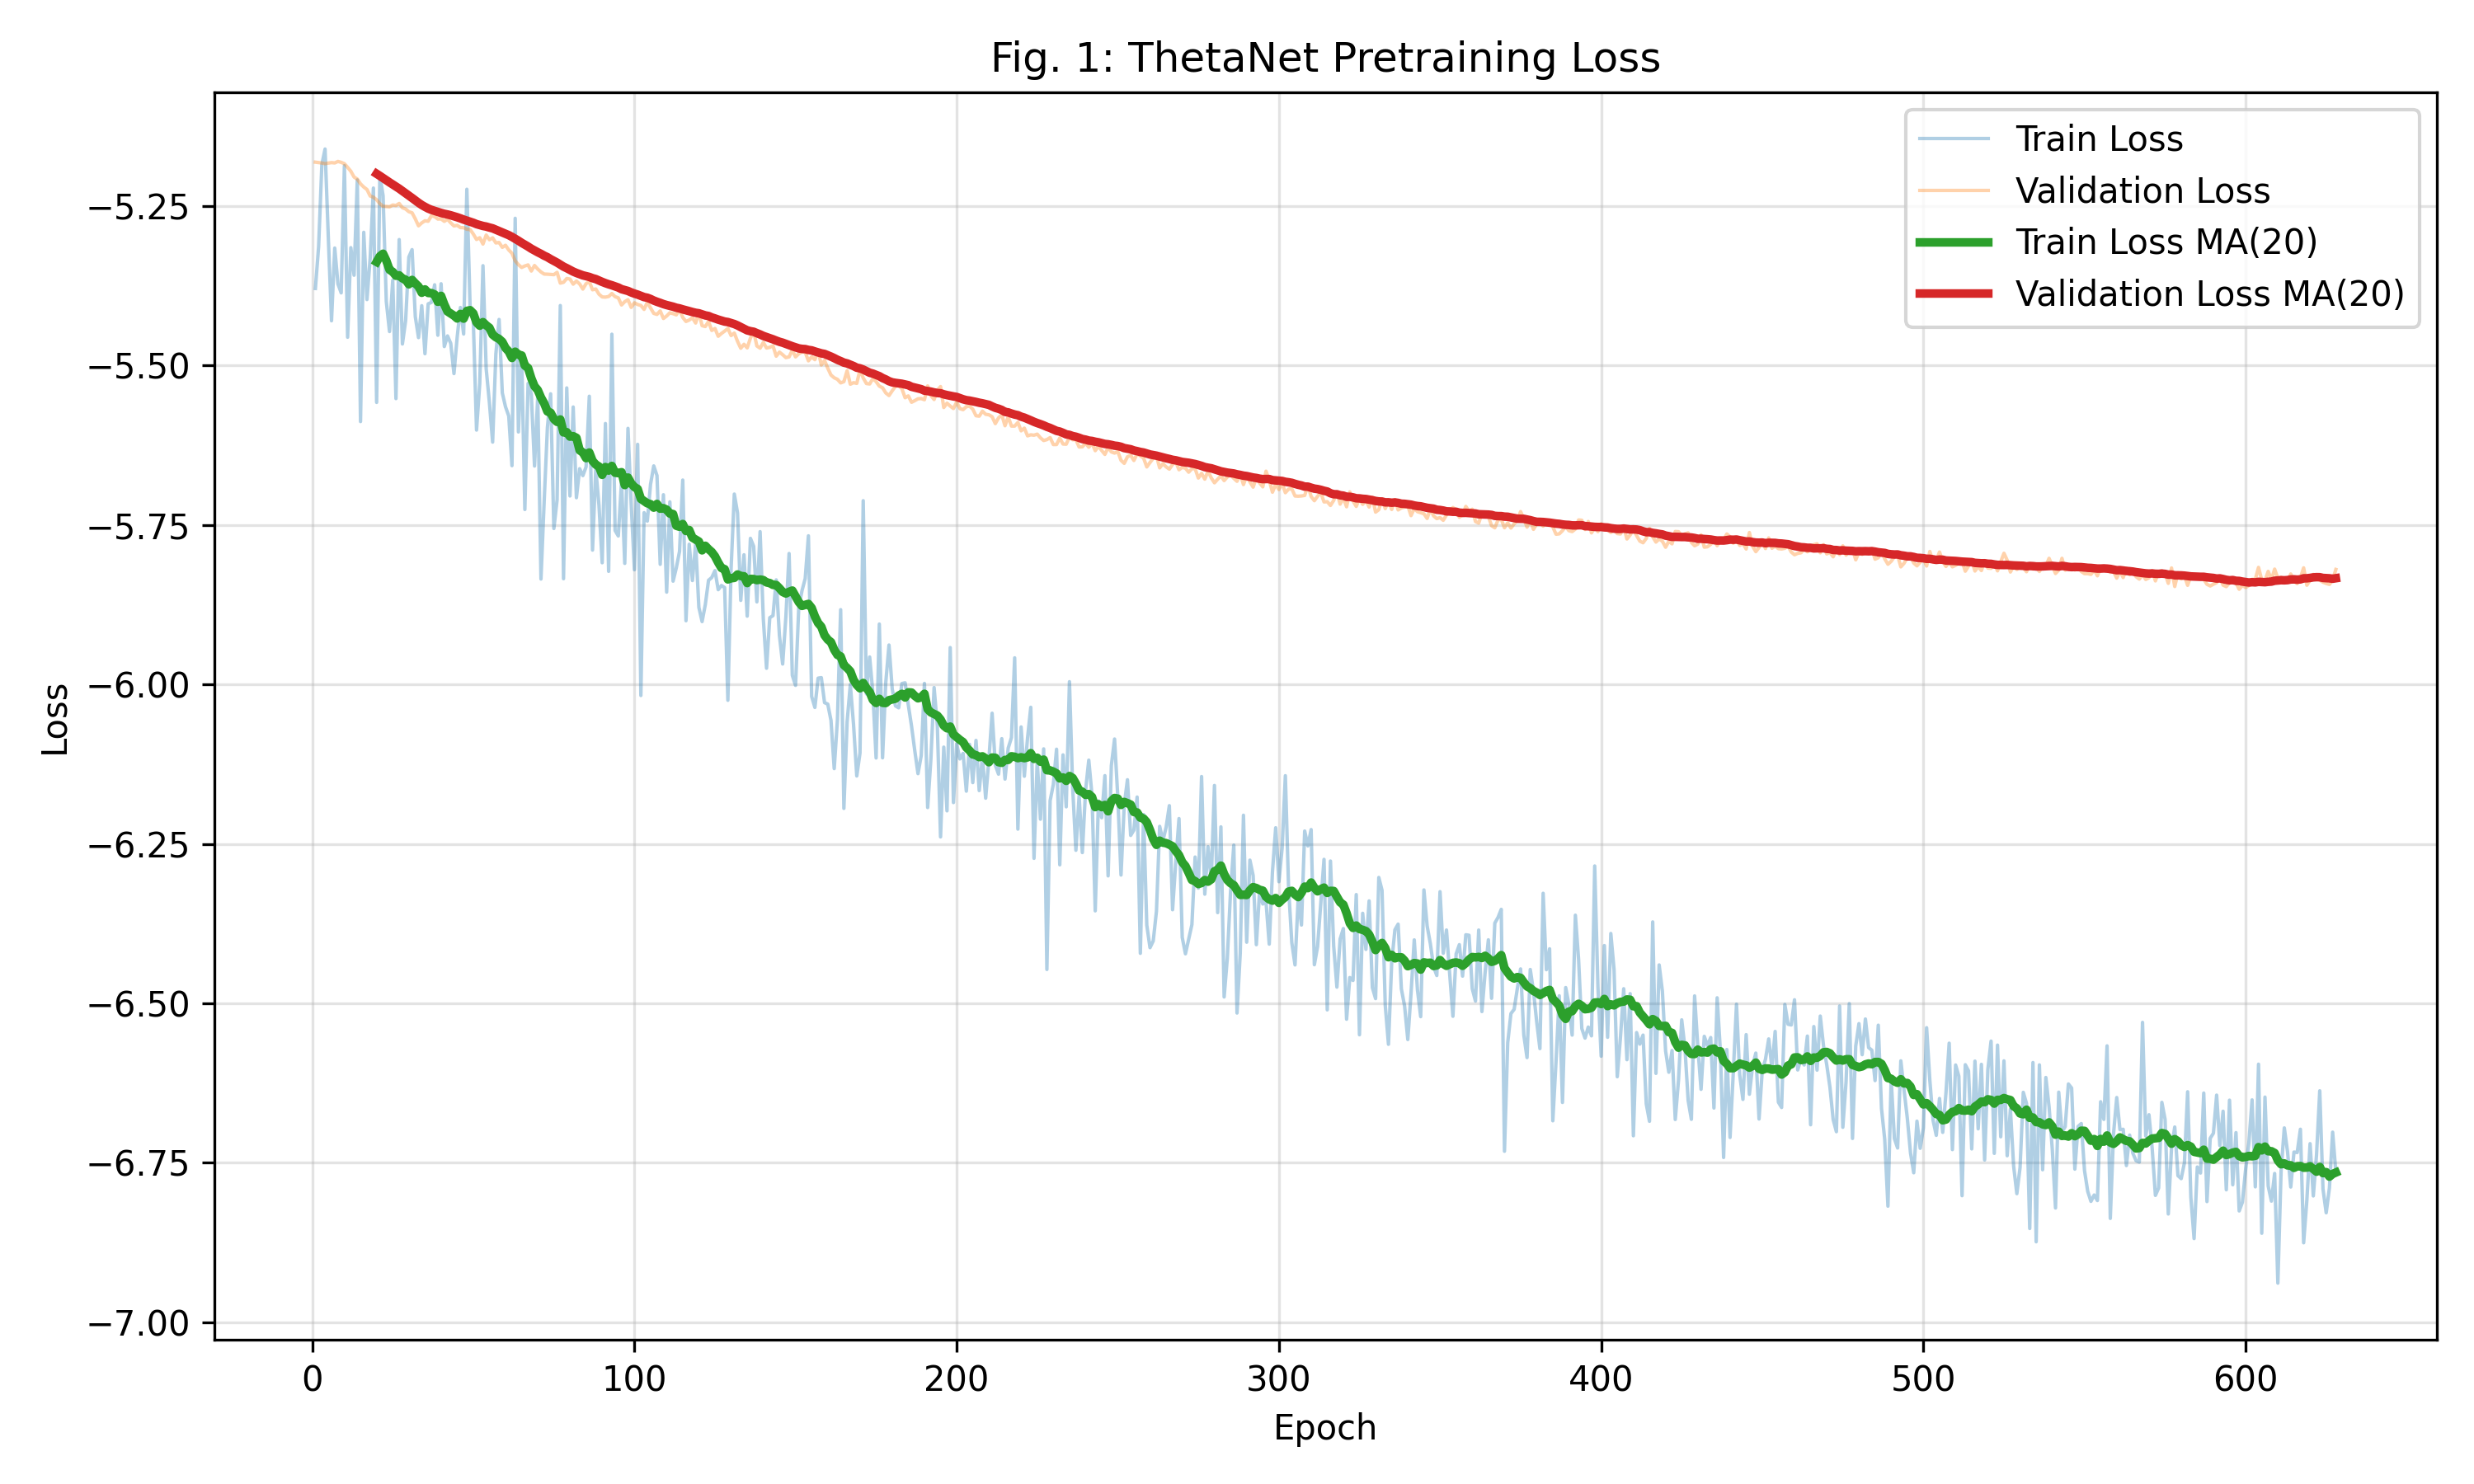 Fig. 1: ThetaNet Pretraining Loss
Train Loss
Validation Loss
Train Loss MA(20)
Validation Loss MA(20)
−5.25
−5.50
−5.75
−6.00
−6.25
−6.50
−6.75
−7.00
Loss
0 100 200 300 400 500 600
Epoch